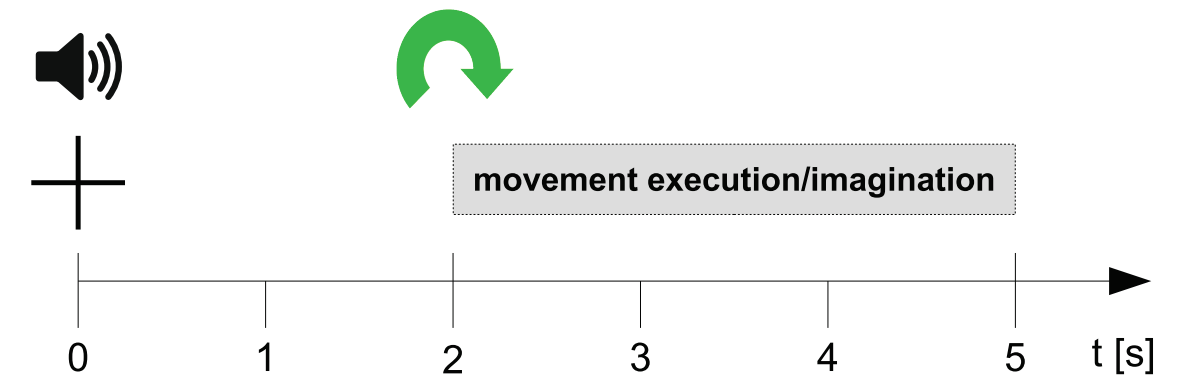 movement execution/imagination
0 1 2 3 4 5 t [s]